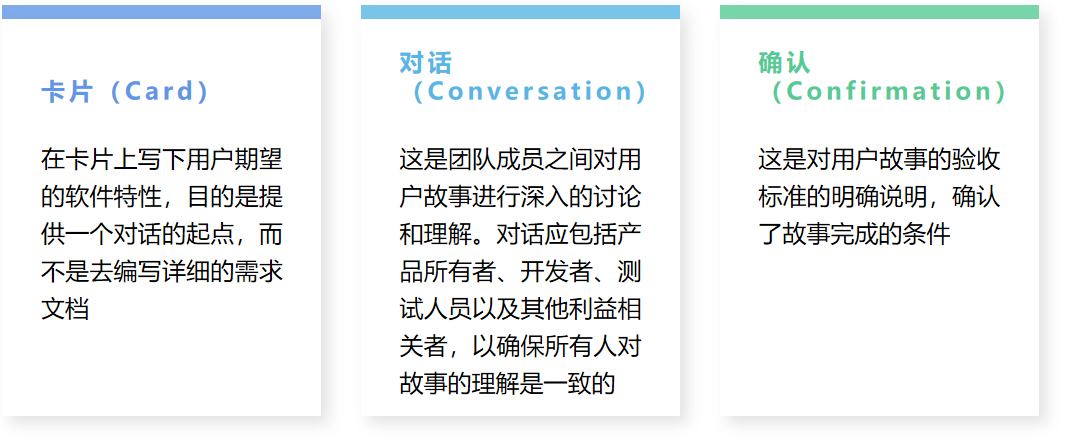 卡片（Card）
在卡片上写下用户期望
的软件特性，目的是提
供一个对话的起点，而
不是去编写详细的需求
文档
对话
（Conversation）
这是团队成员之间对用
户故事进行深入的讨论
和理解。对话应包括产
品所有者、开发者、测
试人员以及其他利益相
关者，以确保所有人对
故事的理解是一致的
确认
（Confirmation）
这是对用户故事的验收
标准的明确说明，确认
了故事完成的条件